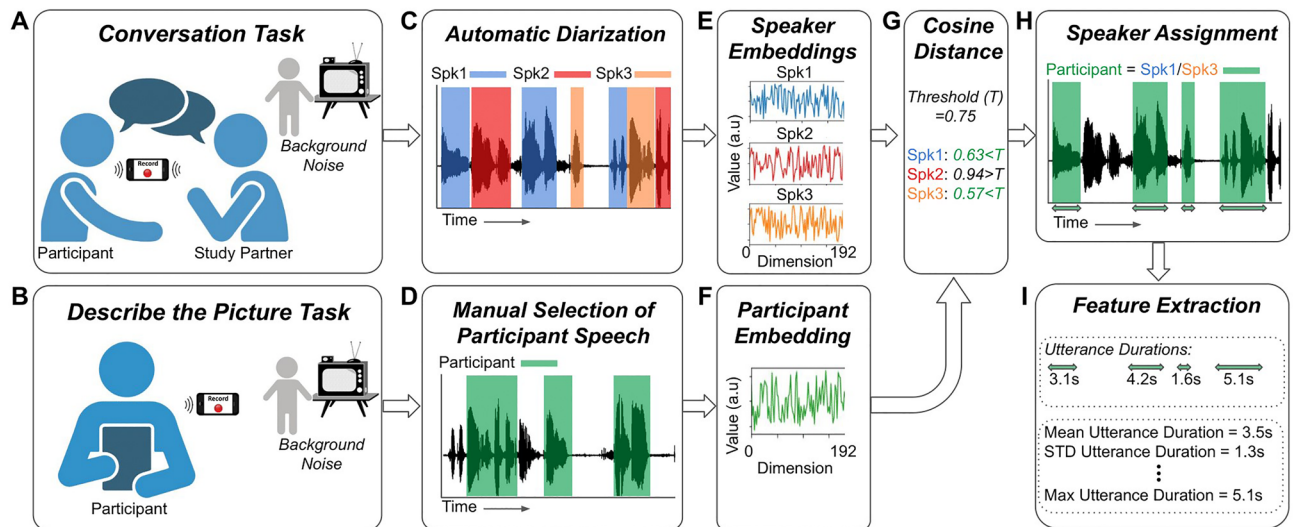 A
Conversation Task
Record
Background
Noise
Participant
Study Partner
B
Describe the Picture Task
Record
Background
Noise
Participant
C
Automatic Diarization
Spk1
Spk2
Spk3
Time
D
Manual Selection of
Participant Speech
Participant
Time
E
Speaker
Embeddings
Spk1
Spk2
Spk3
Value (a.u)
0
192
Dimension
F
Participant
Embedding
Value (a.u)
0
192
Dimension
G
Cosine
Distance
Threshold (T)
=0.75
Spk1: 0.63<T
Spk2: 0.94>T
Spk3: 0.57<T
H
Speaker Assignment
Participant = Spk1/Spk3
Time
I
Feature Extraction
Utterance Durations:
3.1s 4.2s 1.6s 5.1s
Mean Utterance Duration = 3.5s
STD Utterance Duration = 1.3s
Max Utterance Duration = 5.1s